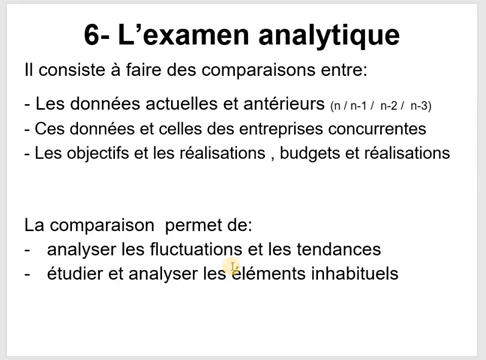 6- L’examen analytique
Il consiste à faire des comparaisons entre:
- Les données actuelles et antérieurs (n / n-1 / n-2 / n-3)
- Ces données et celles des entreprises concurrentes
- Les objectifs et les réalisations , budgets et réalisations
La comparaison permet de:
- analyser les fluctuations et les tendances
- étudier et analyser les éléments inhabituels